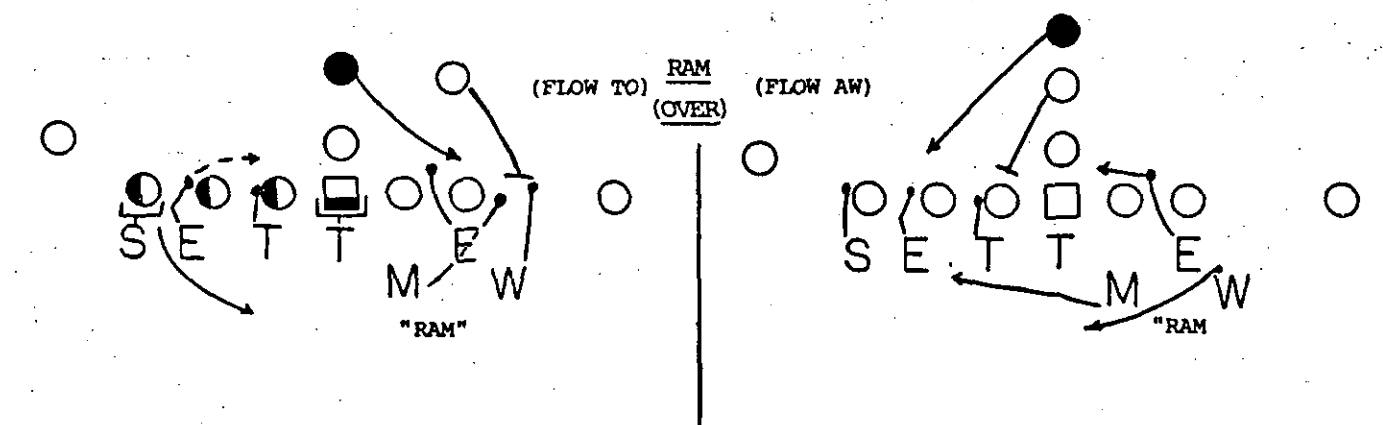 (FLOW TO) RAM (FLOW AW)
(OVER)
S E T T E
M W
"RAM"
S E T T E
M W
"RAM